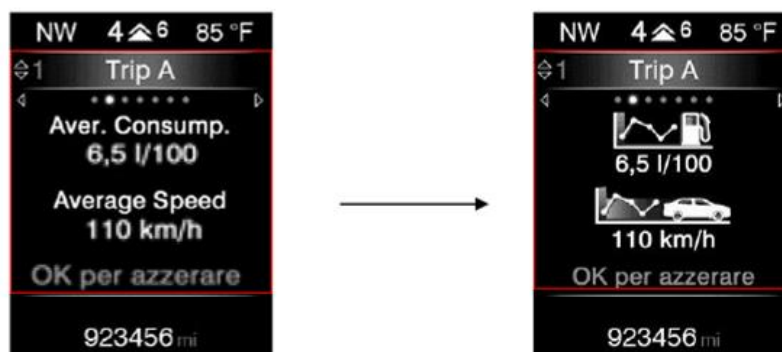 NW 4 6 85 °F
1 Trip A
Aver. Consump.
6,5 l/100
Average Speed
110 km/h
OK per azzerare
923456 mi
NW 4 6 85 °F
1 Trip A
6,5 l/100
110 km/h
OK per azzerare
923456 mi